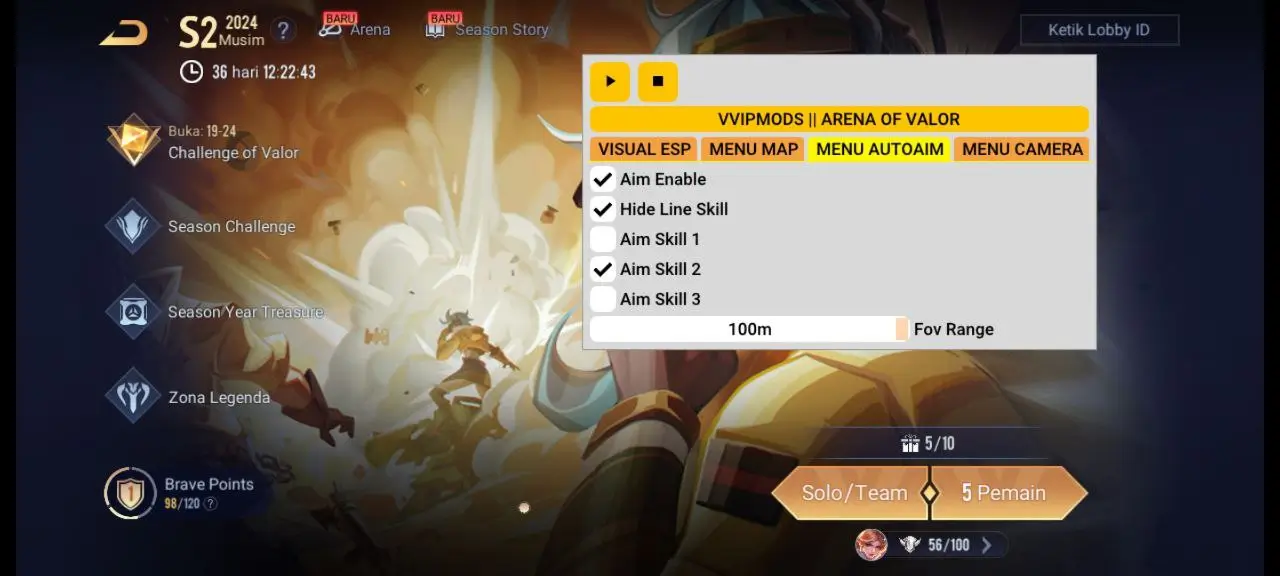 S2 2024 Musim
?
BARU
Arena
BARU
Season Story
Ketik Lobby ID
36 hari 12:22:43
VVIPMODS || ARENA OF VALOR
VISUAL ESP
MENU MAP
MENU AUTOAIM
MENU CAMERA
Aim Enable
Hide Line Skill
Aim Skill 1
Aim Skill 2
Aim Skill 3
100m
Fov Range
Buka: 19-24
Challenge of Valor
Season Challenge
Season Year Treasure
Zona Legenda
1
Brave Points
98/120 ?
5/10
Solo/Team
5 Pemain
56/100